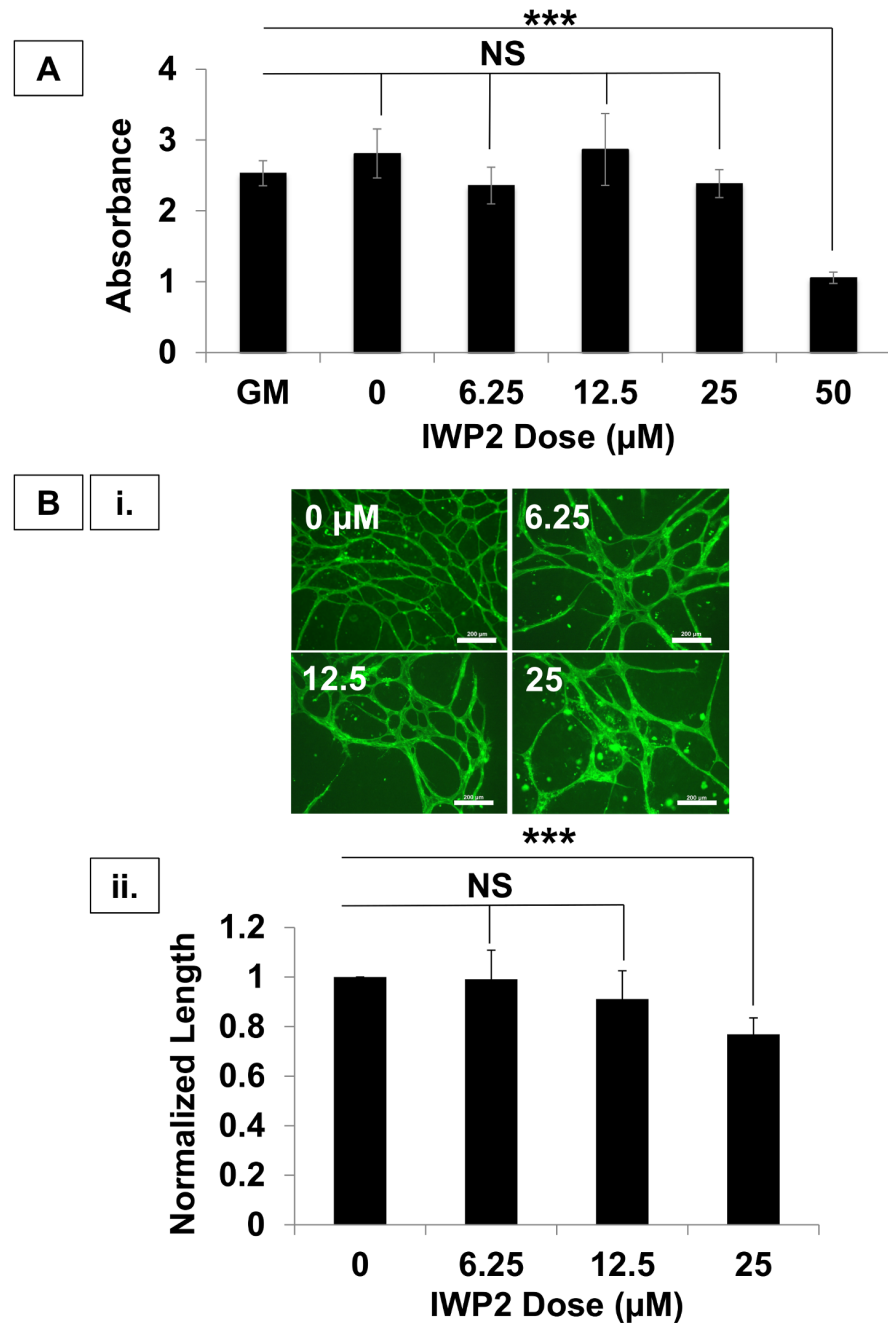 A
***
NS
Absorbance
4
3
2
1
0
GM 0 6.25 12.5 25 50
IWP2 Dose (µM)
B i.
0 µM 6.25
200 µm 200 µm
12.5 25
200 µm 200 µm
ii.
***
NS
Normalized Length
1.2
1
0.8
0.6
0.4
0.2
0
0 6.25 12.5 25
IWP2 Dose (µM)